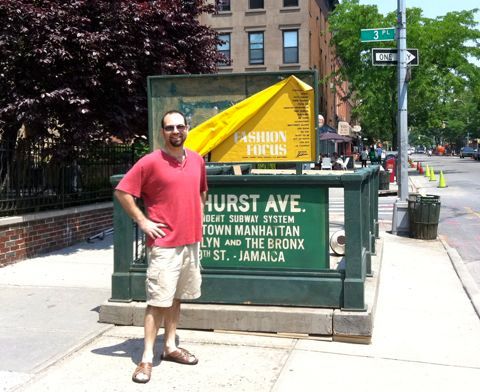 3 PL
ONE WAY
FASHION
FOCUS
HURST AVE.
NDENT SUBWAY SYSTEM
TOWN MANHATTAN
LYN AND THE BRONX
TH ST. - JAMAICA